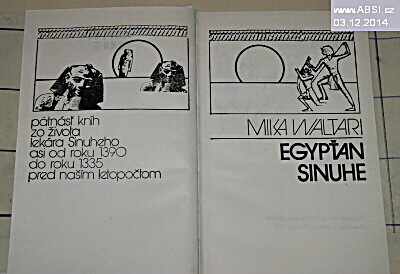 www.ABSI.cz
03.12.2014
pätnásť kníh
zo života
lekára Sinuheho
asi od roku 1390
do roku 1335
pred naším letopočtom
MIKA WALTARI
EGYPŤAN
SINUHE